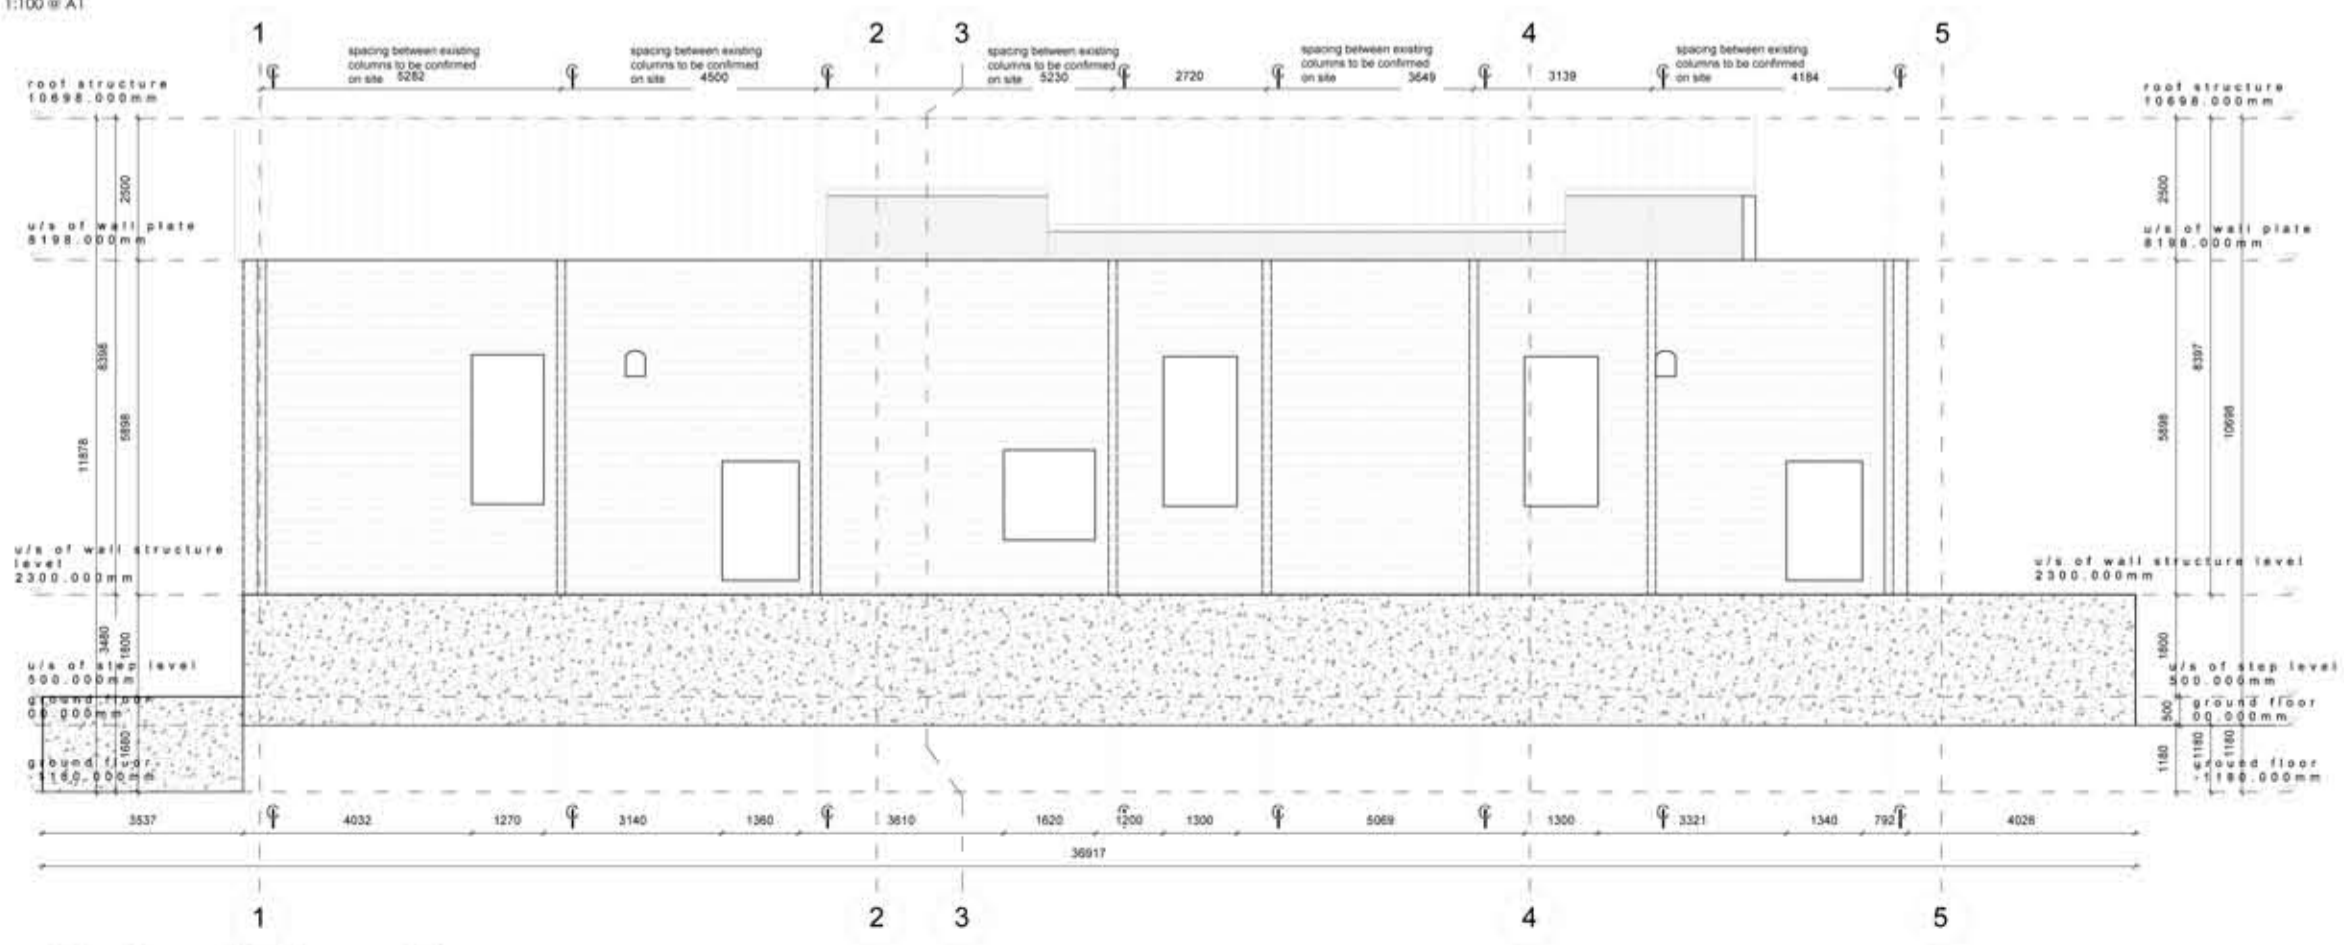 1:100 @ A1
1 2 3 4 5
spacing between existing
columns to be confirmed
on site 5282
spacing between existing
columns to be confirmed
on site 4500
spacing between existing
columns to be confirmed
on site 5230
2720
spacing between existing
columns to be confirmed
on site 3649
3139
spacing between existing
columns to be confirmed
on site 4184
roof structure
10698.000mm
roof structure
10698.000mm
2500
2500
u/s of wall plate
8198.000mm
u/s of wall plate
8198.000mm
8398
5898
11878
8397
5898
10698
u/s of wall structure
level
2300.000mm
u/s of wall structure level
2300.000mm
3480
1800
1800
u/s of step level
500.000mm
u/s of step level
500.000mm
ground floor
00.000mm
500
ground floor
00.000mm
1680
1180
1180
1180
ground floor
-1180.000mm
ground floor
-1180.000mm
3537 4032 1270 3140 1360 3610 1620 1200 1300 5069 1300 3321 1340 792 4026
36917
1 2 3 4 5